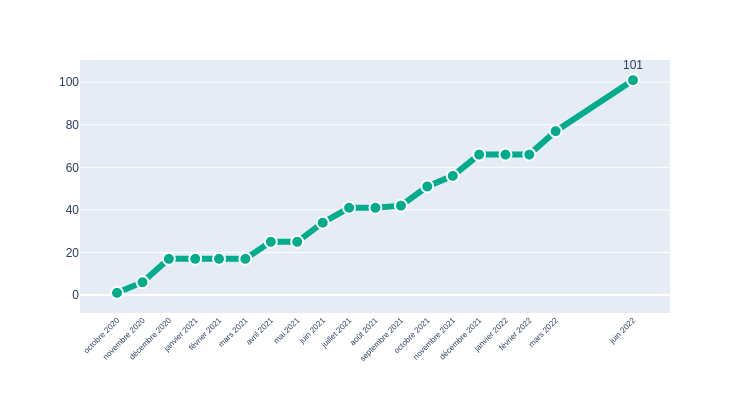 101
100
80
60
40
20
0
octobre 2020
novembre 2020
décembre 2020
janvier 2021
février 2021
mars 2021
avril 2021
mai 2021
juin 2021
juillet 2021
août 2021
septembre 2021
octobre 2021
novembre 2021
décembre 2021
janvier 2022
février 2022
mars 2022
juin 2022